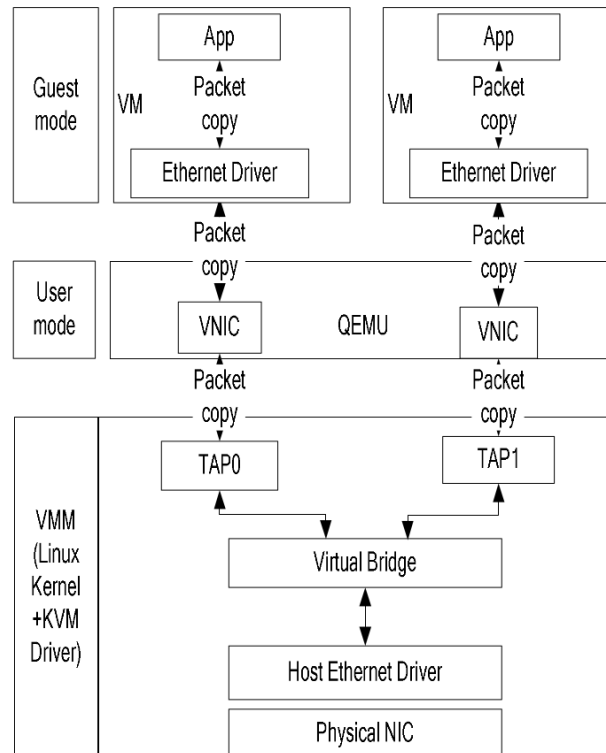 App
App
Guest
mode
VM
Packet
copy
VM
Packet
copy
Ethernet Driver
Ethernet Driver
Packet
copy
Packet
copy
User
mode
VNIC
QEMU
VNIC
Packet
copy
Packet
copy
TAP0
TAP1
VMM
(Linux
Kernel
+KVM
Driver)
Virtual Bridge
Host Ethernet Driver
Physical NIC